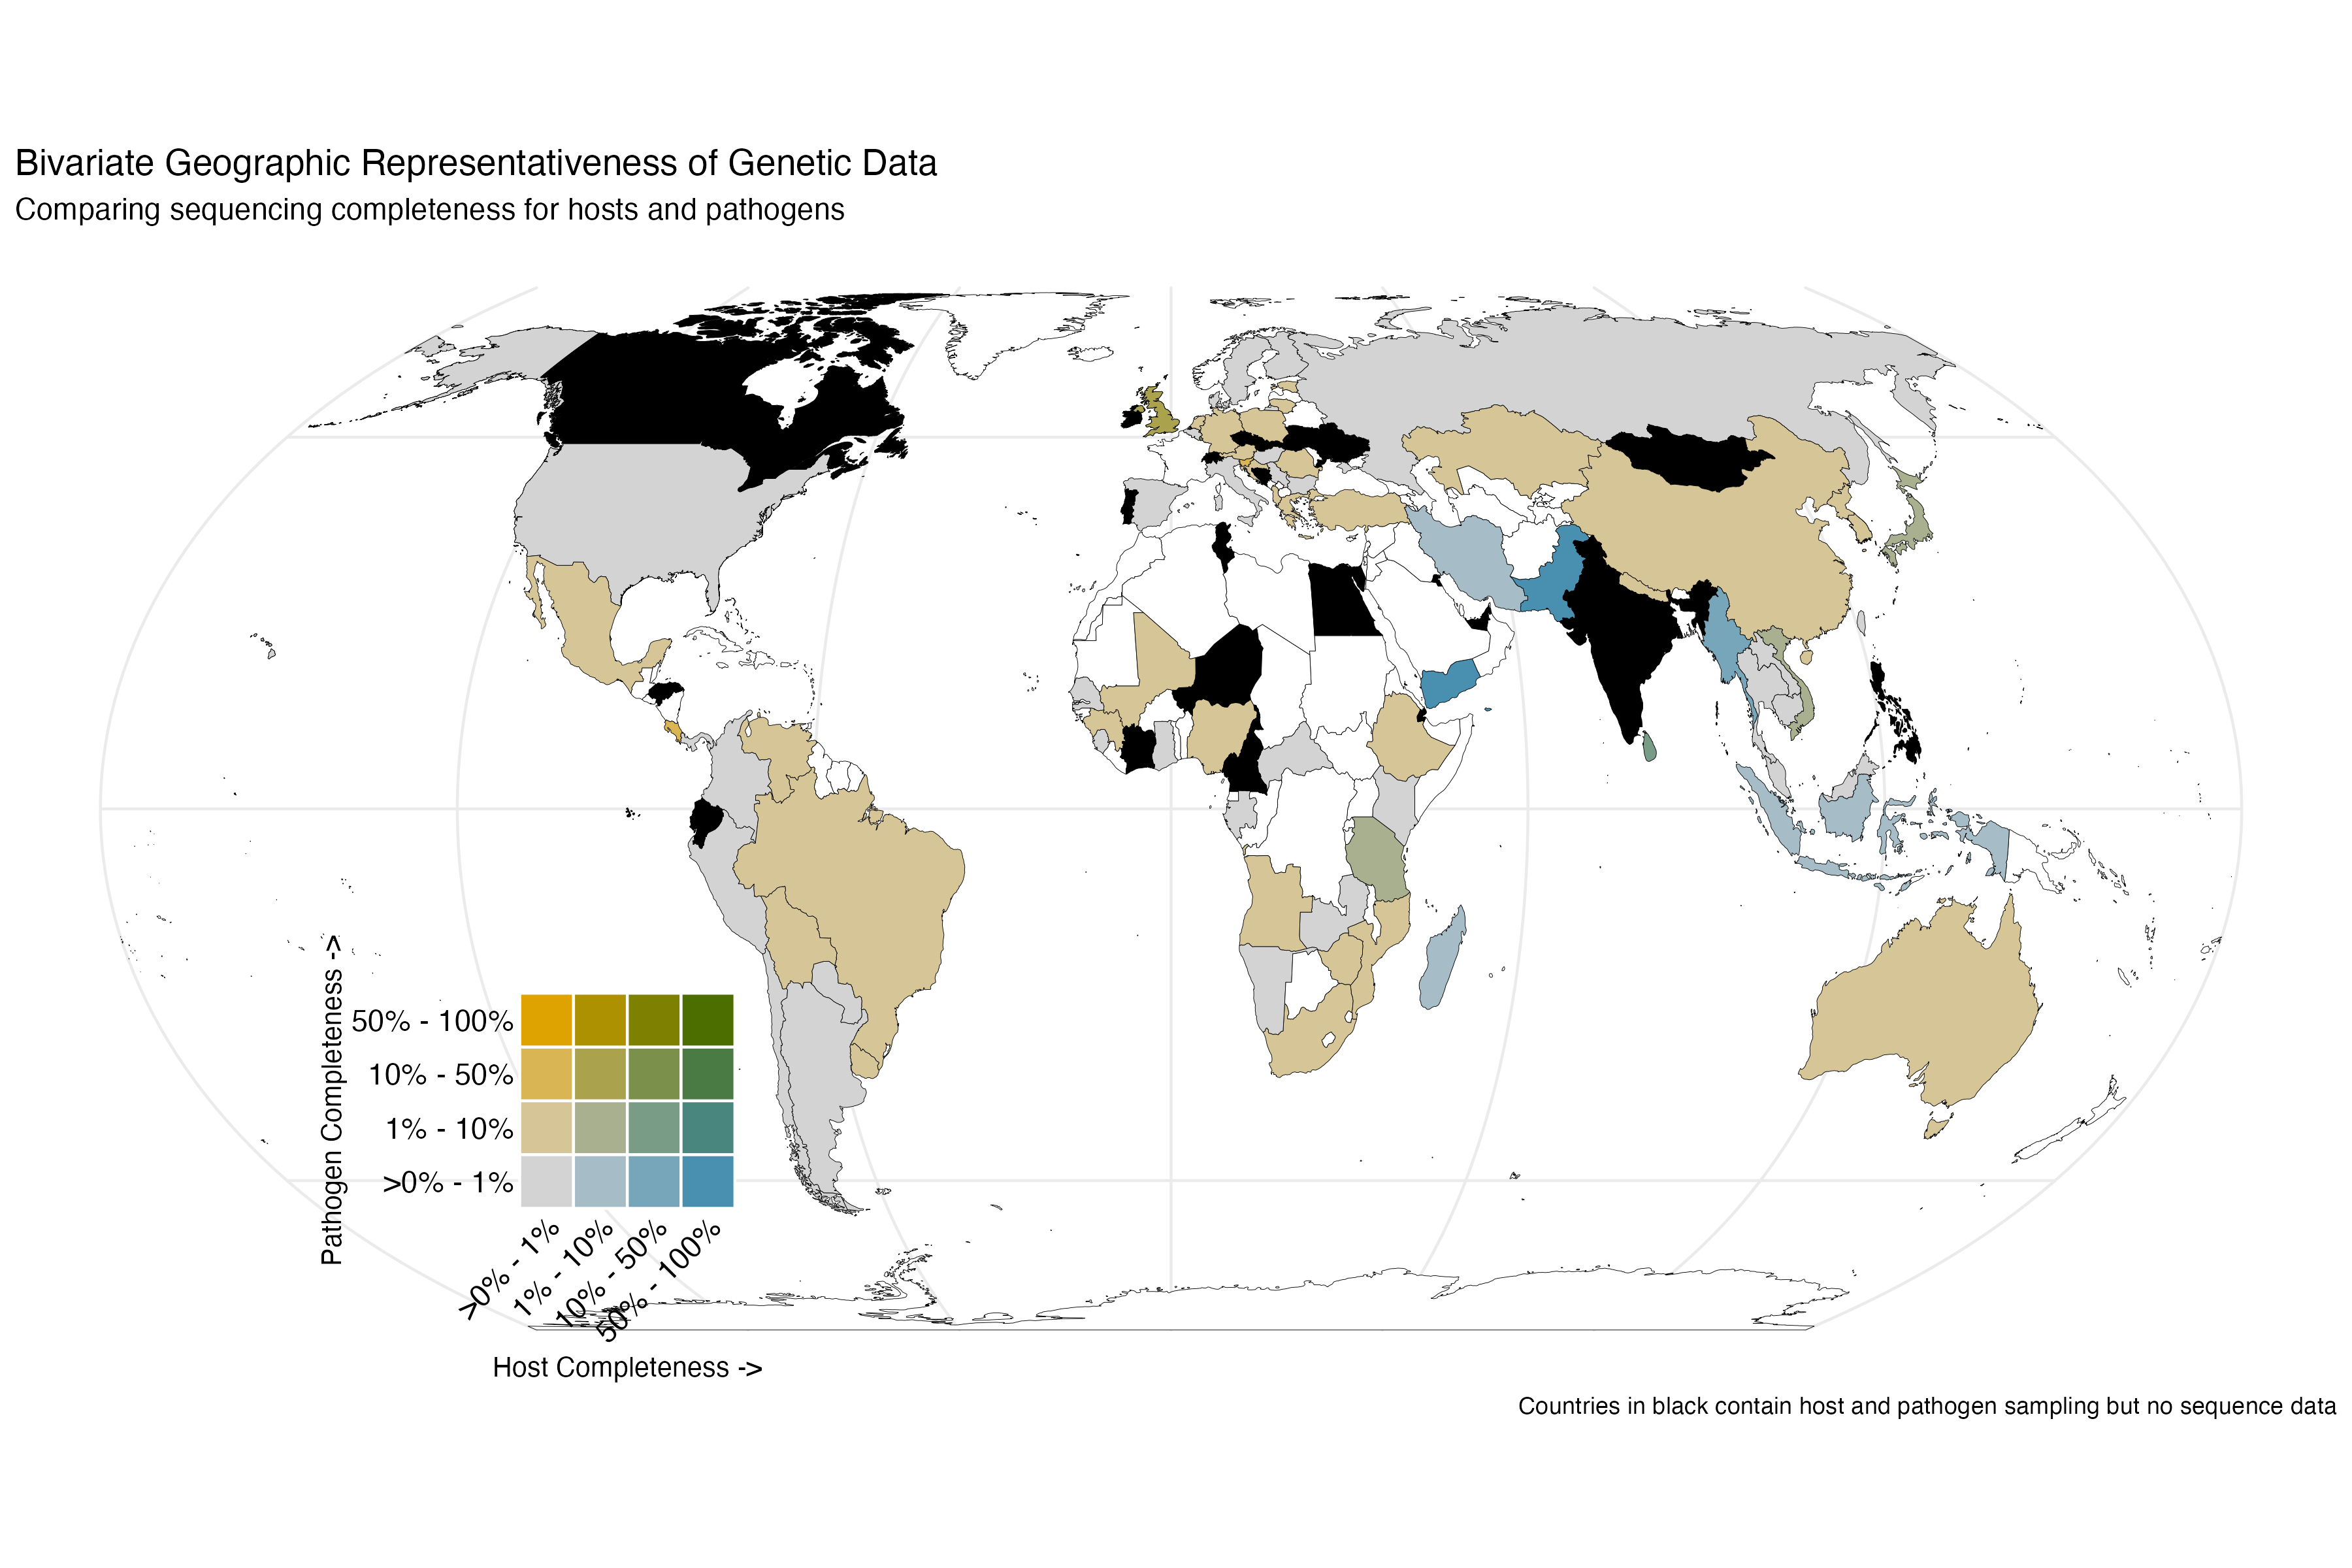 Bivariate Geographic Representativeness of Genetic Data
Comparing sequencing completeness for hosts and pathogens
Pathogen Completeness ->
50% - 100%
10% - 50%
1% - 10%
>0% - 1%
>0% - 1%
1% - 10%
10% - 50%
50% - 100%
Host Completeness ->
Countries in black contain host and pathogen sampling but no sequence data